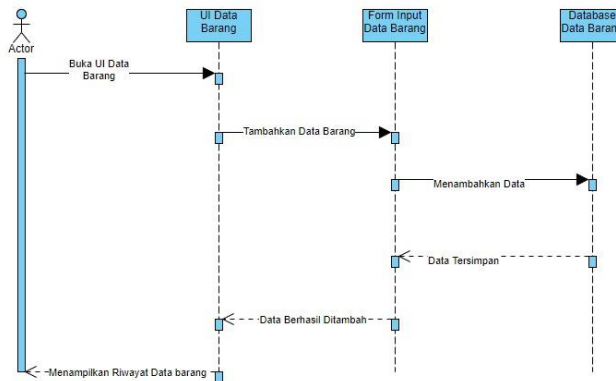 UI Data
Barang
Form Input
Data Barang
Database
Data Barang
Actor
Buka UI Data
Barang
Tambahkan Data Barang
Menambahkan Data
Data Tersimpan
Data Berhasil Ditambah
Menampilkan Riwayat Data barang